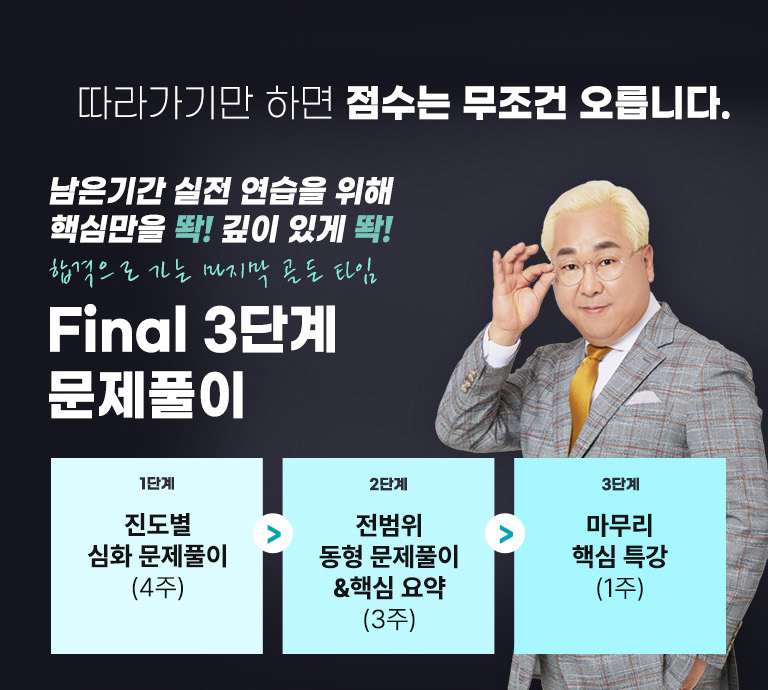 따라가기만 하면 점수는 무조건 오릅니다.
남은기간 실전 연습을 위해
핵심만을 똭! 깊이 있게 똭!
합격으로 가는 마지막 골든 타임
Final 3단계
문제풀이
1단계
진도별
심화 문제풀이
(4주)
>
2단계
전범위
동형 문제풀이
&핵심 요약
(3주)
>
3단계
마무리
핵심 특강
(1주)